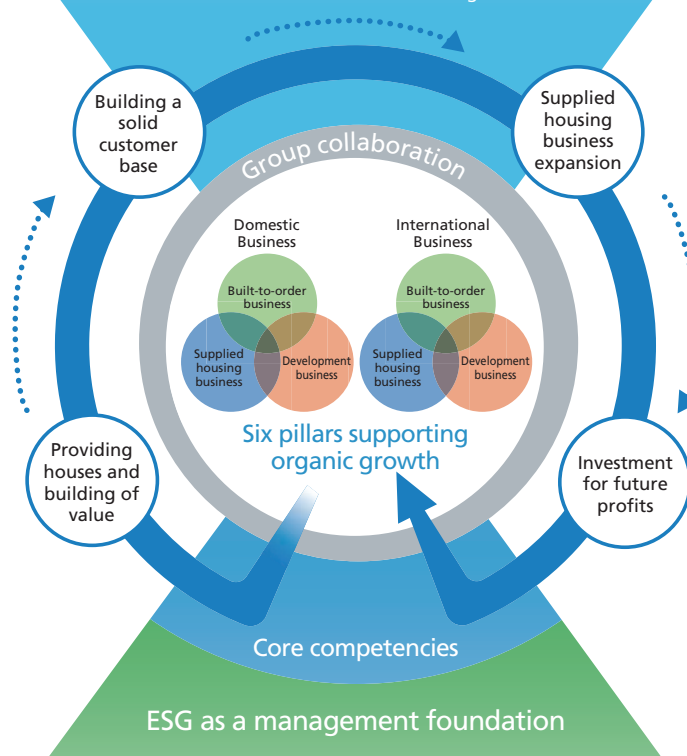 Building a
solid
customer
base
Supplied
housing
business
expansion
Group collaboration
Domestic
Business
International
Business
Built-to-order
business
Supplied
housing
business
Development
business
Built-to-order
business
Supplied
housing
business
Development
business
Six pillars supporting
organic growth
Providing
houses and
building of
value
Investment
for future
profits
Core competencies
ESG as a management foundation